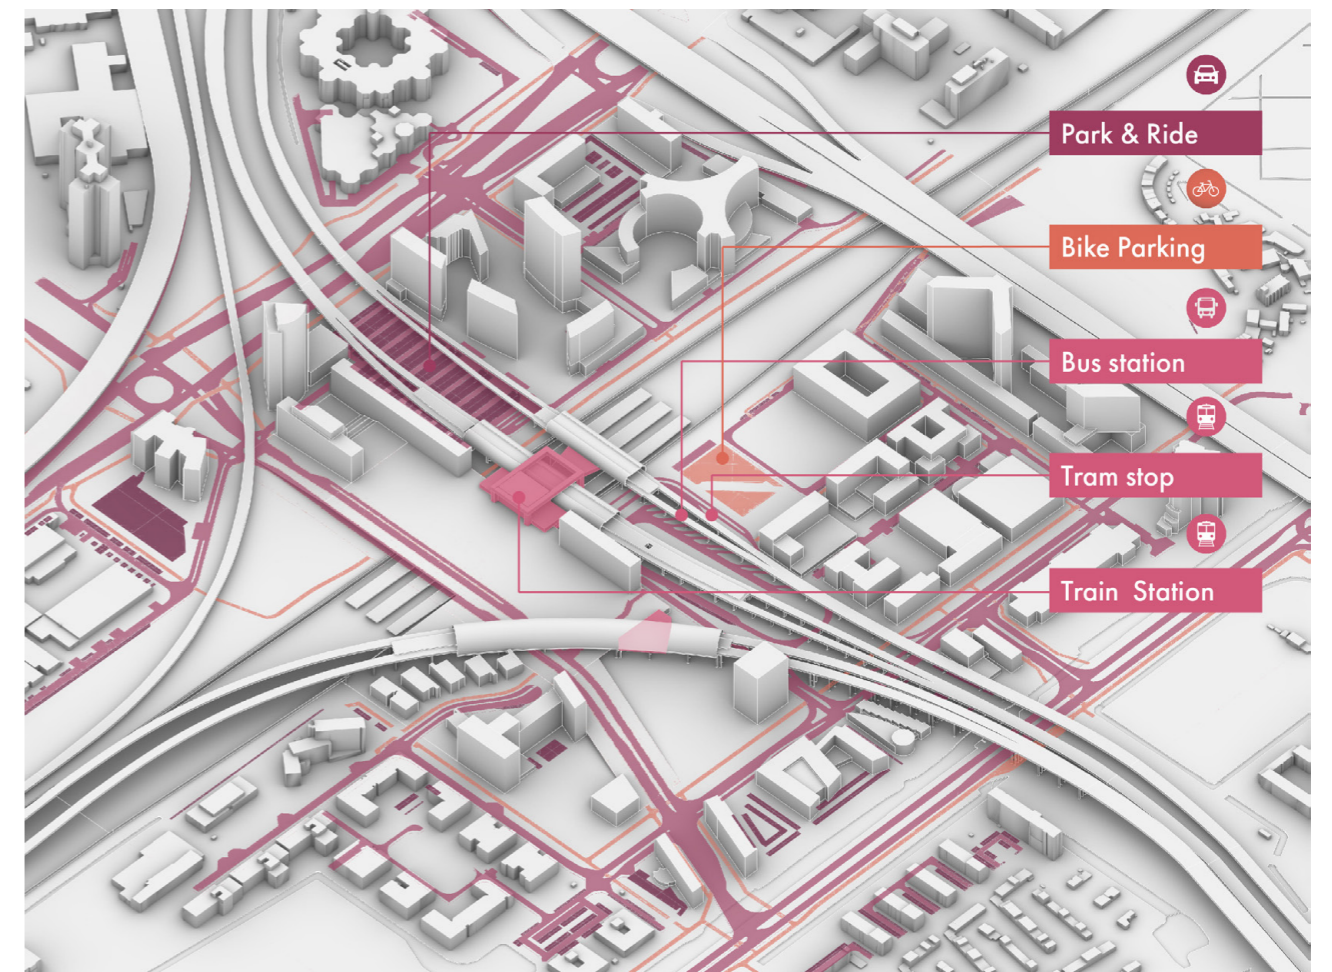 Park & Ride
Bike Parking
Bus station
Tram stop
Train Station